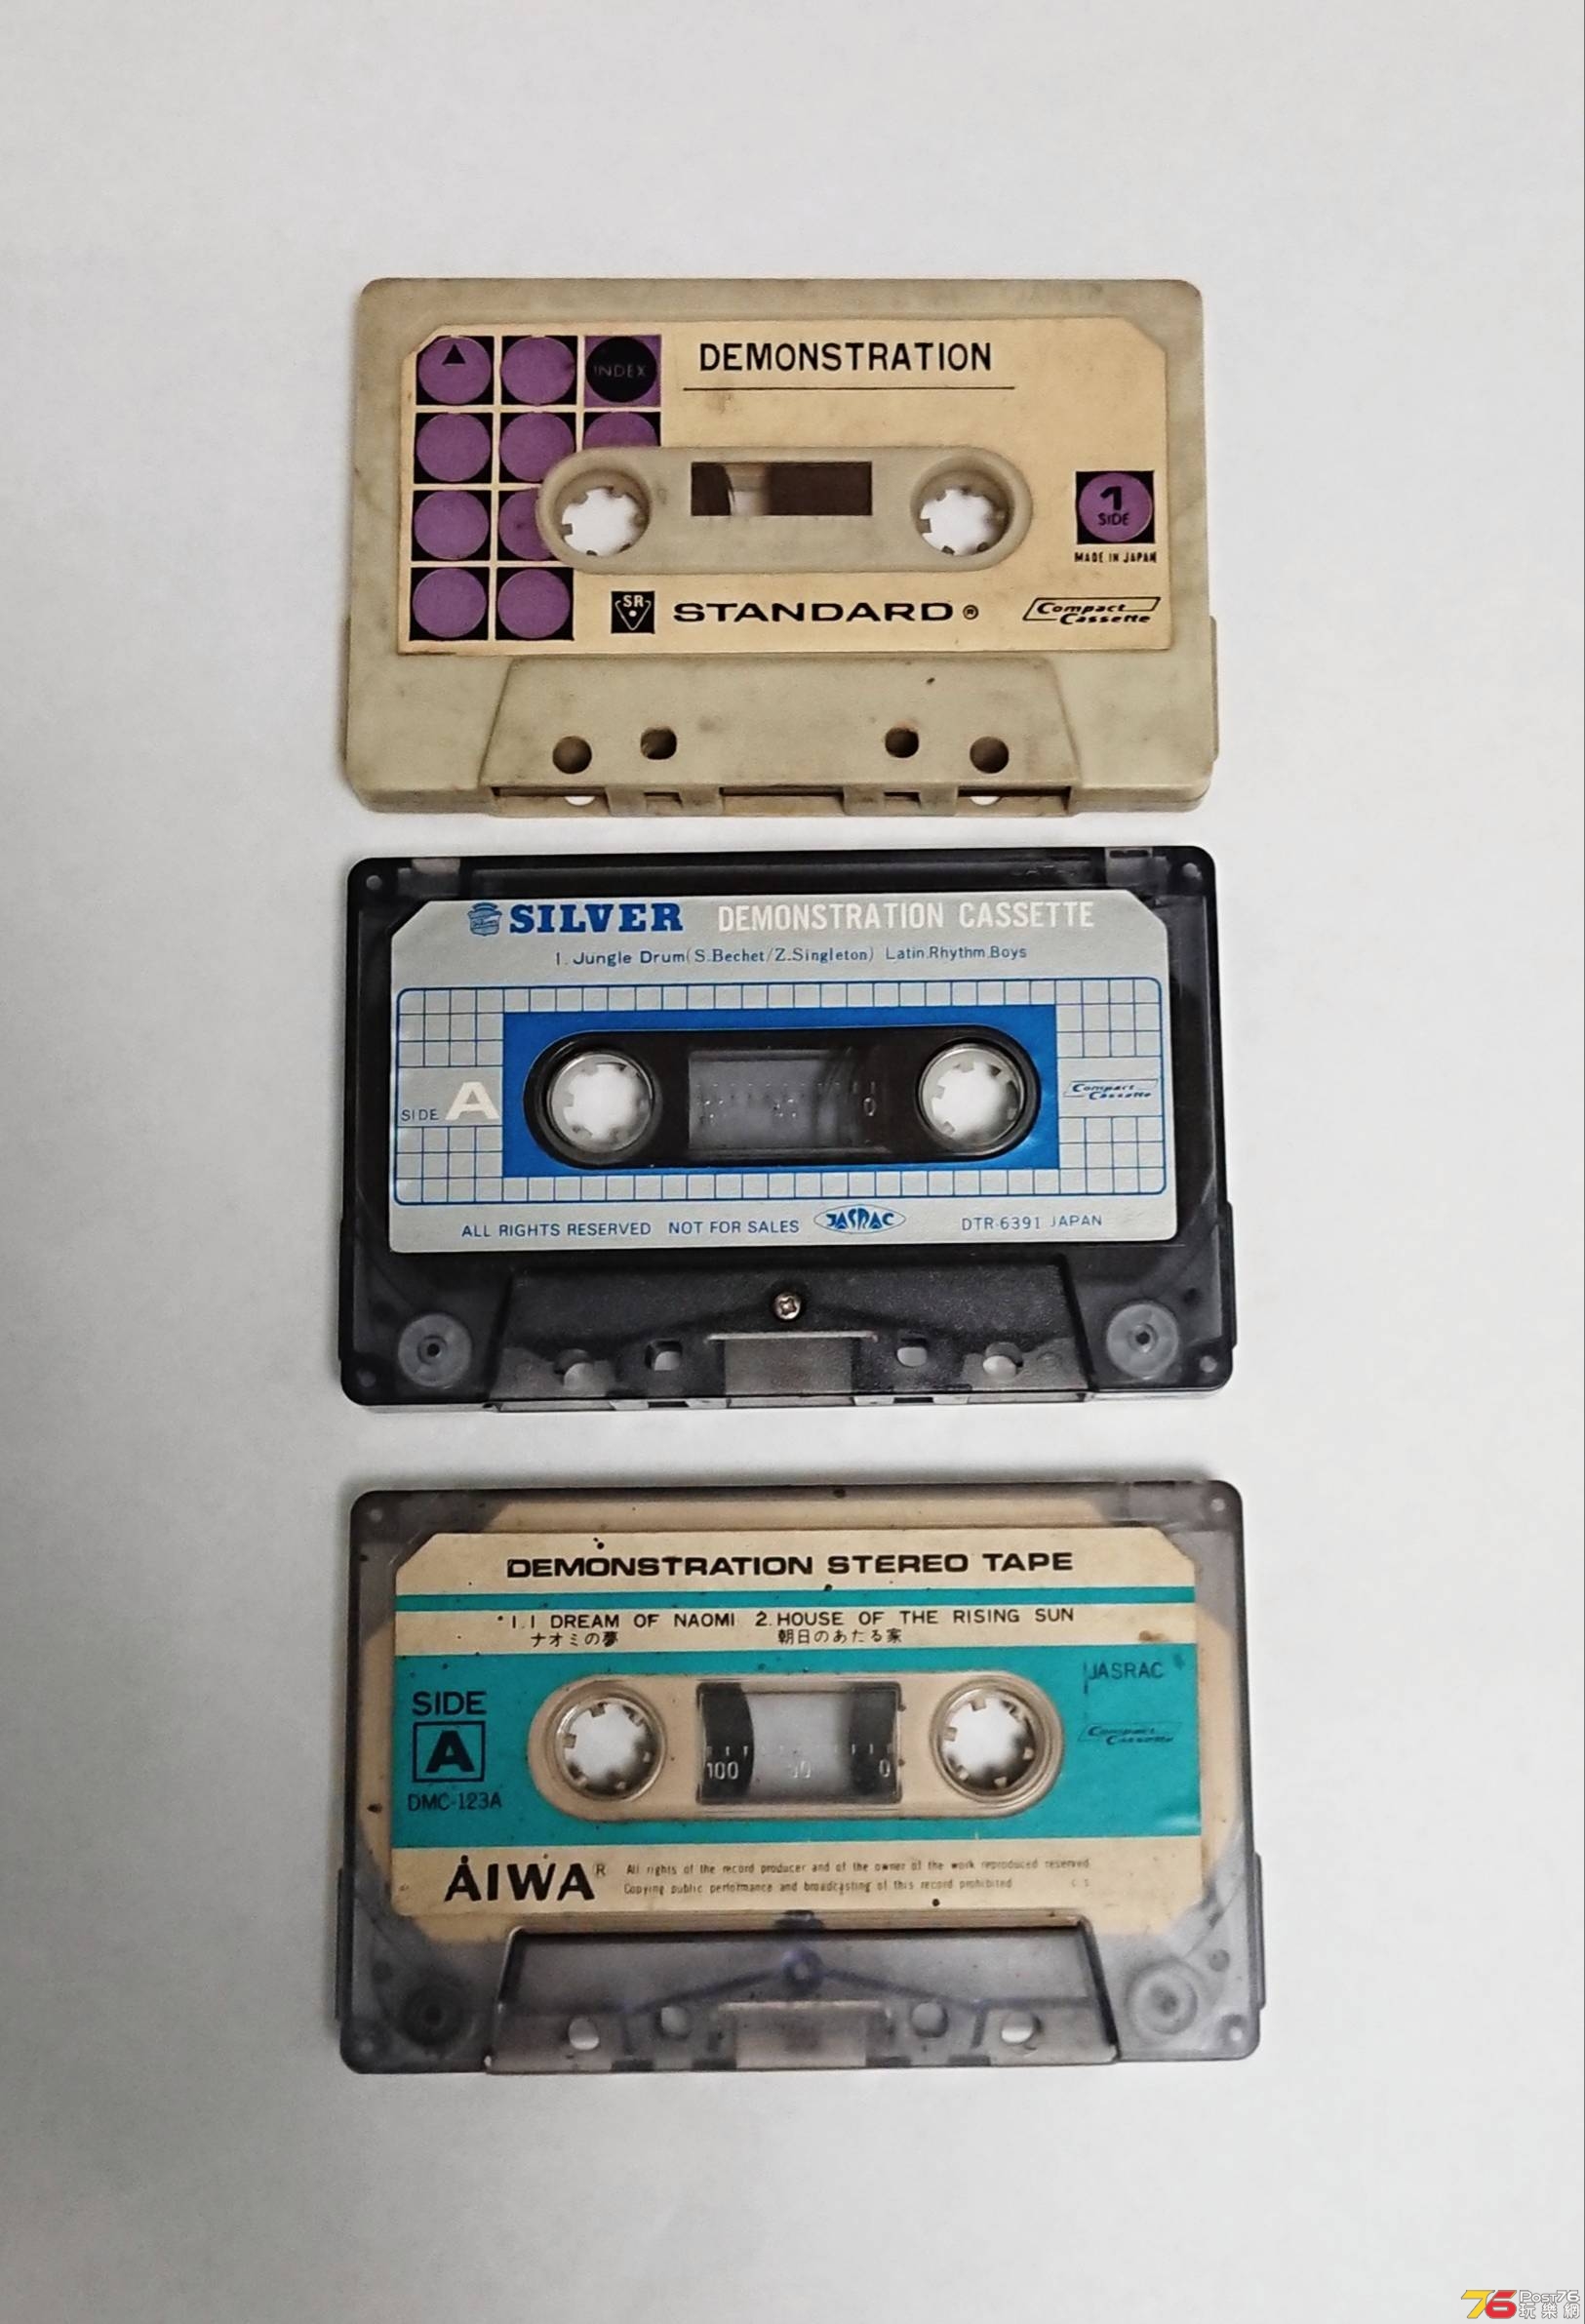 INDEX
DEMONSTRATION
1
SIDE
MADE IN JAPAN
SR STANDARD®
Compact
Cassette
SILVER DEMONSTRATION CASSETTE
1. Jungle Drum (S.Bechet/Z.Singleton) Latin.Rhythm.Boys
SIDE A
0
Compact
Cassette
ALL RIGHTS RESERVED NOT FOR SALES JASRAC DTR-6391 JAPAN
DEMONSTRATION STEREO TAPE
1. I DREAM OF NAOMI 2. HOUSE OF THE RISING SUN
ナオミの夢 朝日のあたる家
JASRAC
SIDE
A
Compact
Cassette
100 50 0
DMC-123A
AIWA® All rights of the record producer and of the owner of the work reproduced reserved
Copying public performance and broadcasting of this record prohibited
76 Post76
玩樂網